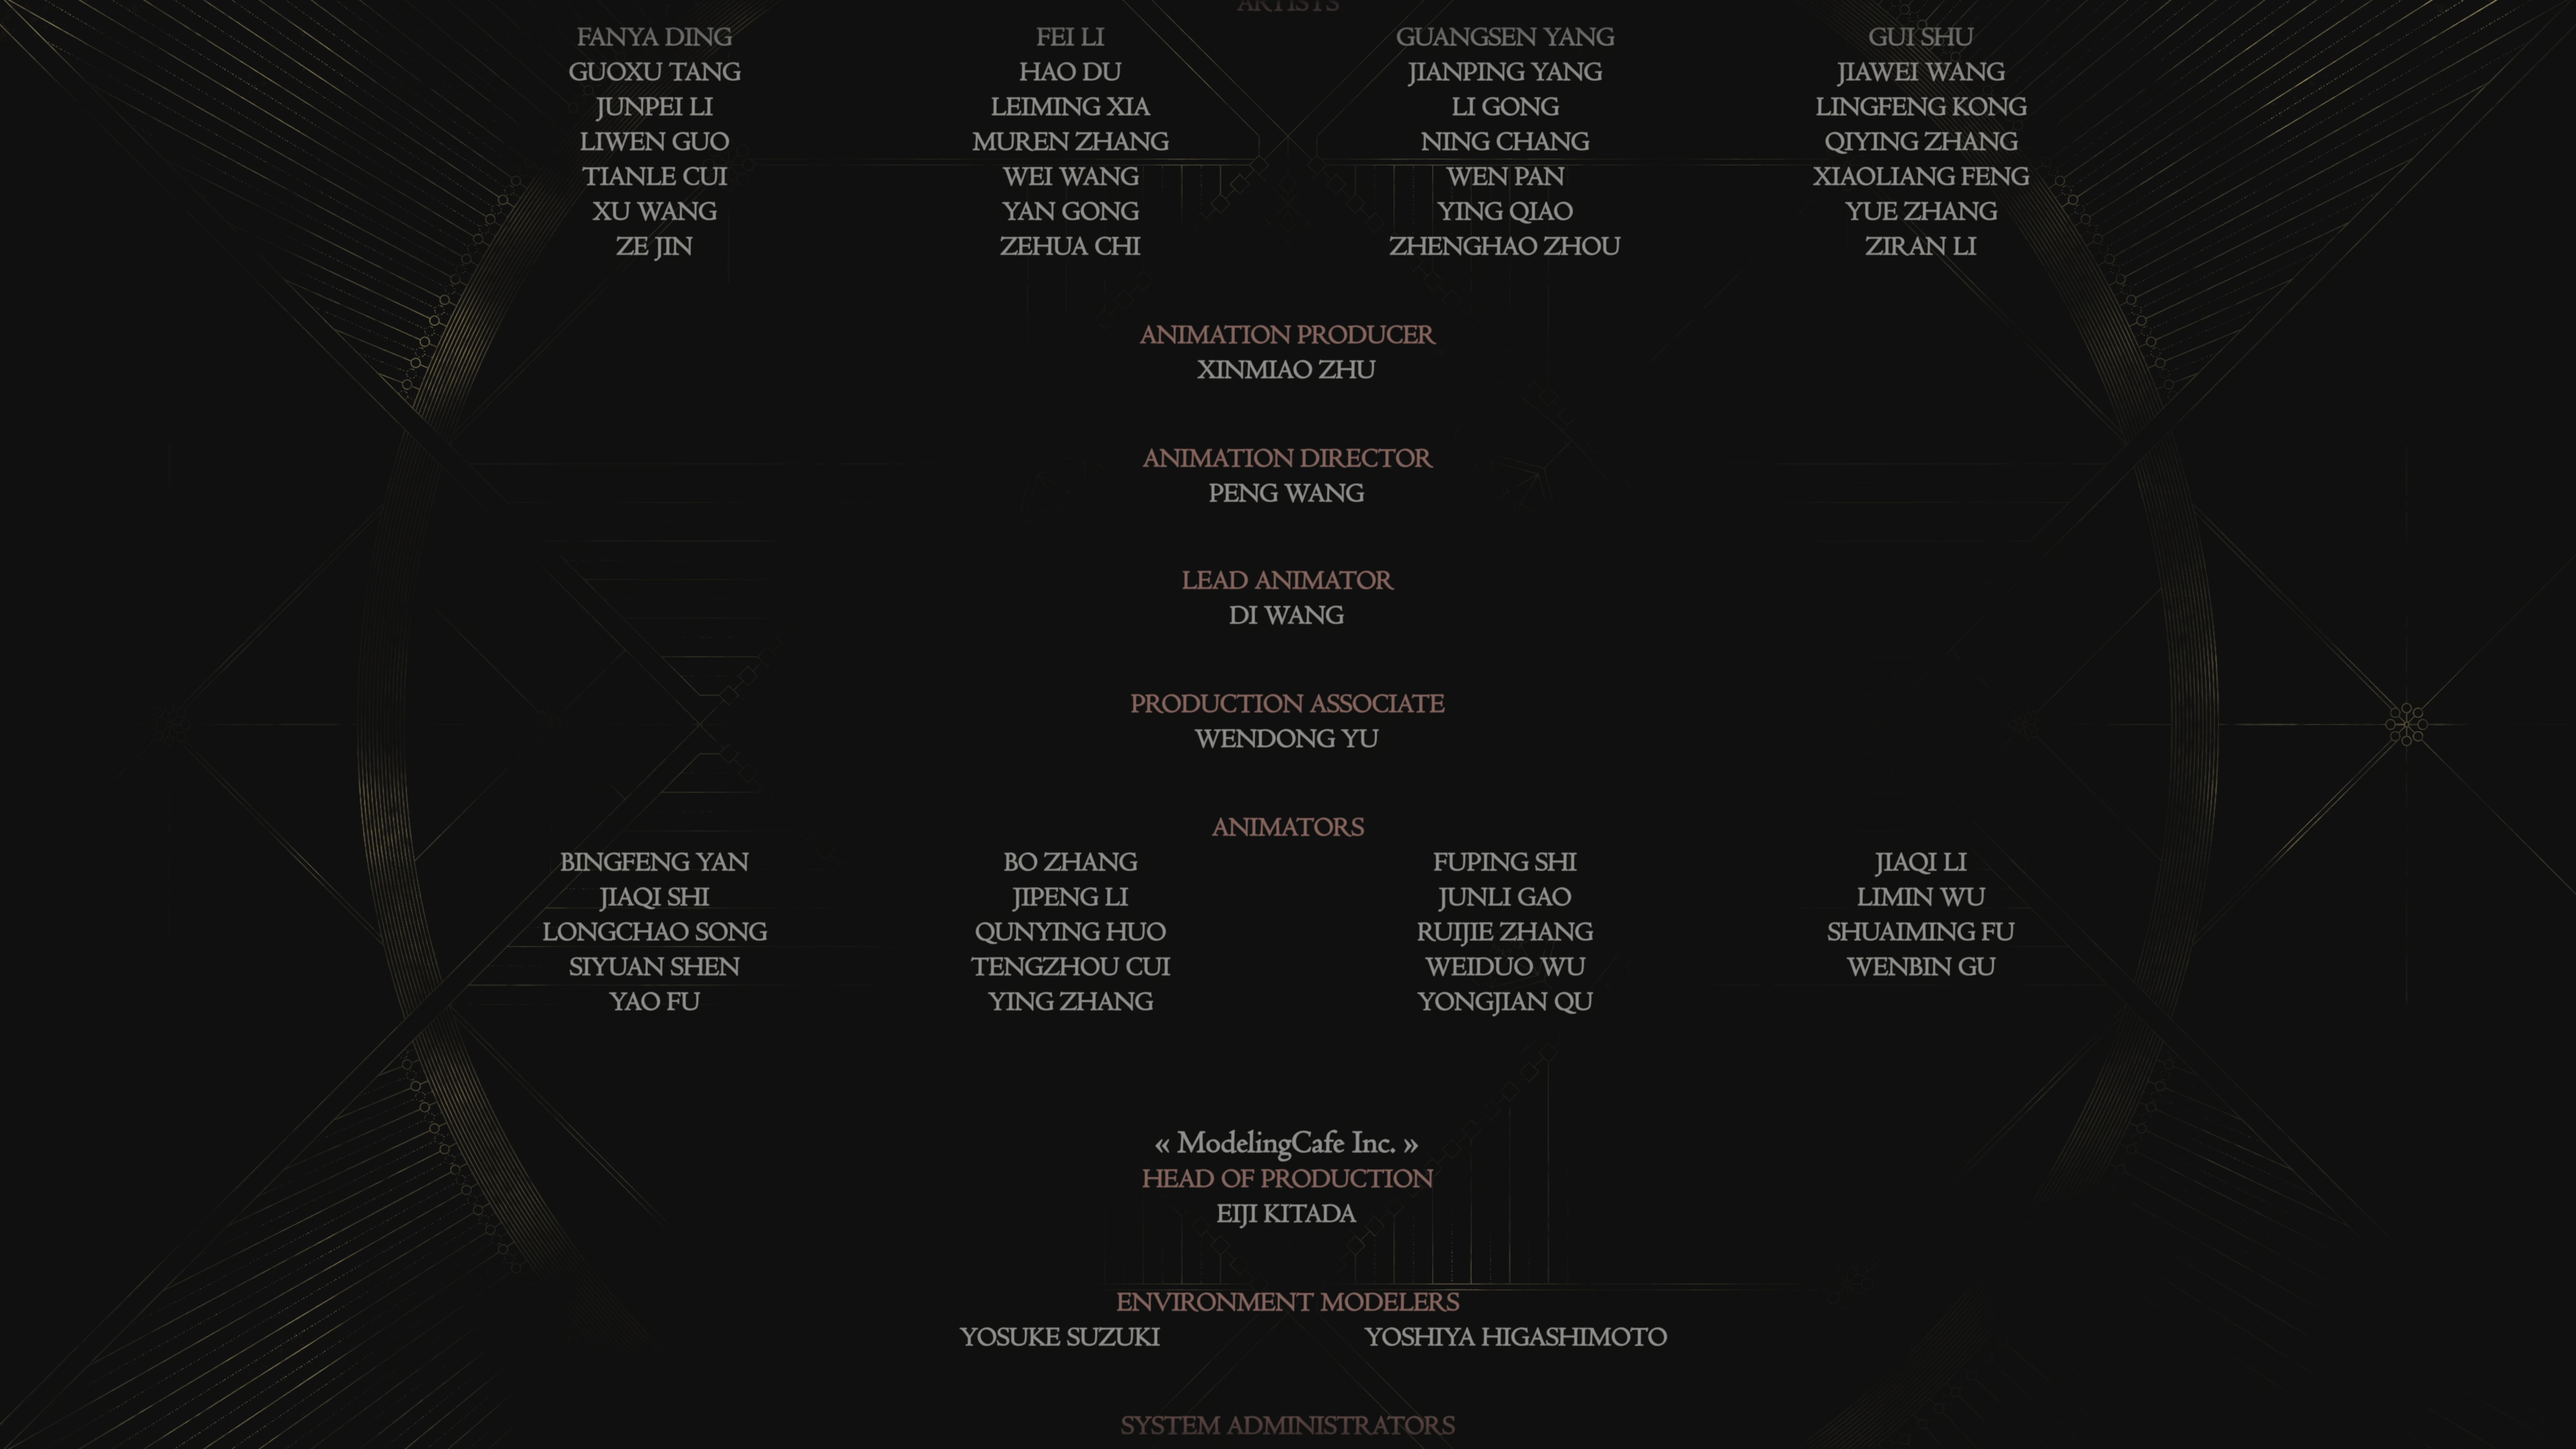 ARTISTS
FANYA DING FEI LI GUANGSEN YANG GUI SHU
GUOXU TANG HAO DU JIANPING YANG JIAWEI WANG
JUNPEI LI LEIMING XIA LI GONG LINGFENG KONG
LIWEN GUO MUREN ZHANG NING CHANG QIYING ZHANG
TIANLE CUI WEI WANG WEN PAN XIAOLIANG FENG
XU WANG YAN GONG YING QIAO YUE ZHANG
ZE JIN ZEHUA CHI ZHENGHAO ZHOU ZIRAN LI
ANIMATION PRODUCER
XINMIAO ZHU
ANIMATION DIRECTOR
PENG WANG
LEAD ANIMATOR
DI WANG
PRODUCTION ASSOCIATE
WENDONG YU
ANIMATORS
BINGFENG YAN BO ZHANG FUPING SHI JIAQI LI
JIAQI SHI JIPENG LI JUNLI GAO LIMIN WU
LONGCHAO SONG QUNYING HUO RUIJIE ZHANG SHUAIMING FU
SIYUAN SHEN TENGZHOU CUI WEIDUO WU WENBIN GU
YAO FU YING ZHANG YONGJIAN QU
« ModelingCafe Inc. »
HEAD OF PRODUCTION
EIJI KITADA
ENVIRONMENT MODELERS
YOSUKE SUZUKI YOSHIYA HIGASHIMOTO
SYSTEM ADMINISTRATORS